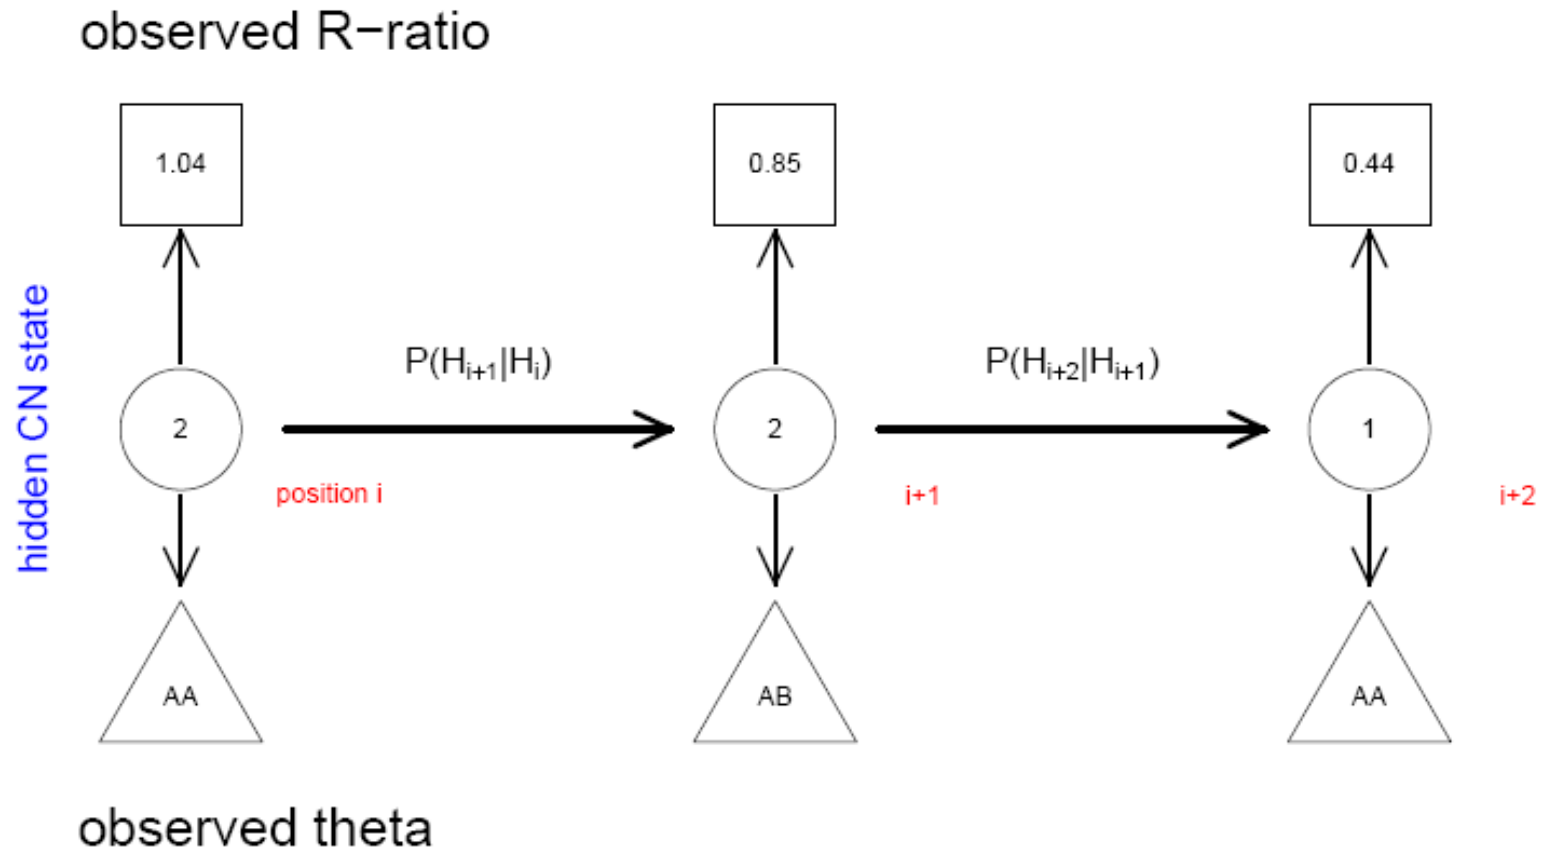 observed R−ratio
1.04
0.85
0.44
hidden CN state
P(Hi+1|Hi)
P(Hi+2|Hi+1)
2
2
1
position i
i+1
i+2
AA
AB
AA
observed theta